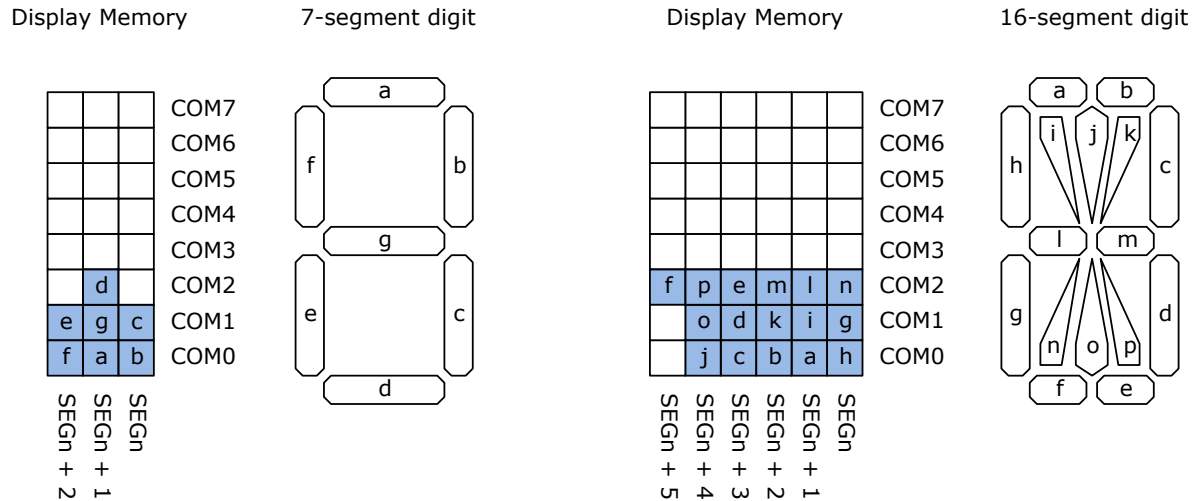 Display Memory 7-segment digit Display Memory 16-segment digit
a a b
COM7 COM7
i j k
COM6 COM6
f b h c
COM5 COM5
COM4 COM4
g l m
COM3 COM3
d COM2 f p e m l n COM2
e g c COM1 o d k i g COM1
e c g d
n o p
f a b COM0 j c b a h COM0
d f e
SEGn + 2
SEGn + 1
SEGn
SEGn + 5
SEGn + 4
SEGn + 3
SEGn + 2
SEGn + 1
SEGn